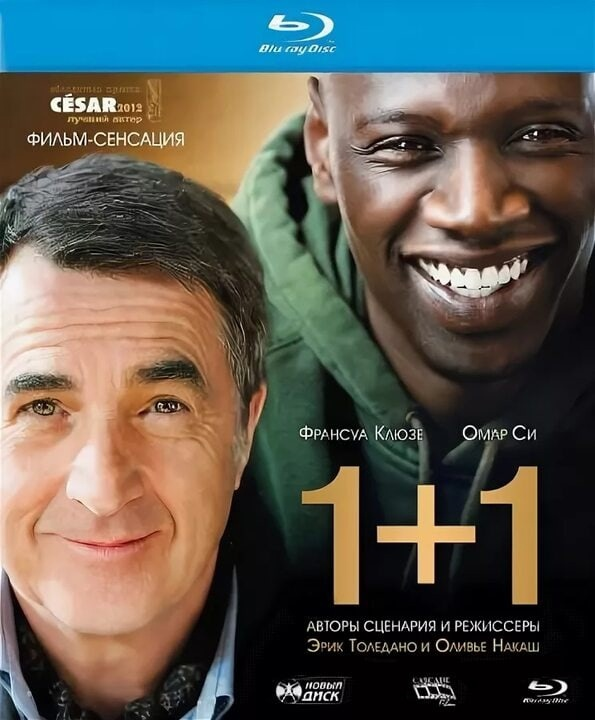 Blu-ray Disc
CÉSAR 2012
ЛУЧШИЙ АКТЕР
ФИЛЬМ-СЕНСАЦИЯ
ФРАНСУА КЛЮЗЕ ОМАР СИ
1+1
АВТОРЫ СЦЕНАРИЯ И РЕЖИССЕРЫ
ЭРИК ТОЛЕДАНО И ОЛИВЬЕ НАКАШ
НОВЫЙ ДИСК